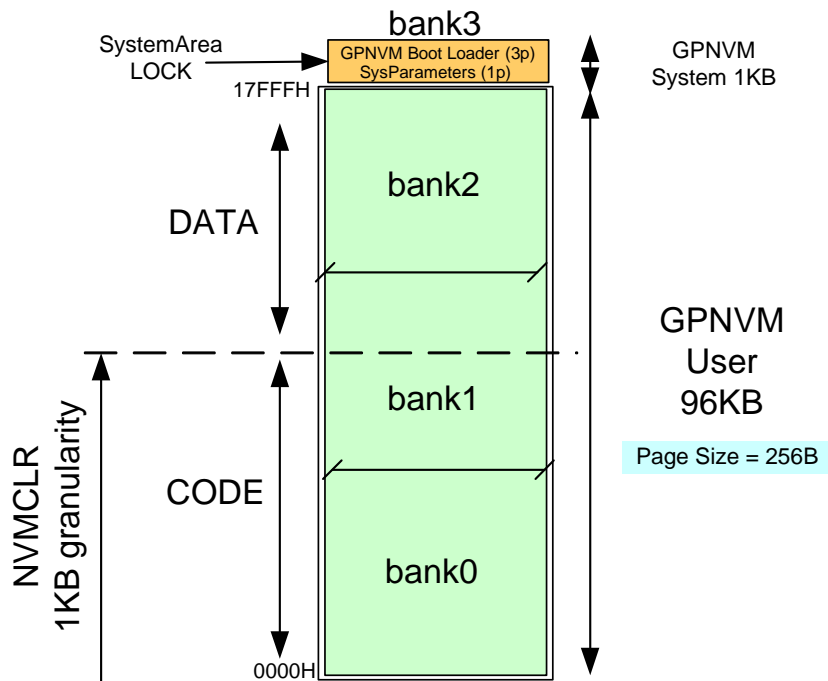 bank3
SystemArea
LOCK
GPNVM Boot Loader (3p)
SysParameters (1p)
GPNVM
System 1KB
17FFFH
bank2
DATA
GPNVM
User
96KB
bank1
Page Size = 256B
NVMCLR
1KB granularity
CODE
bank0
0000H